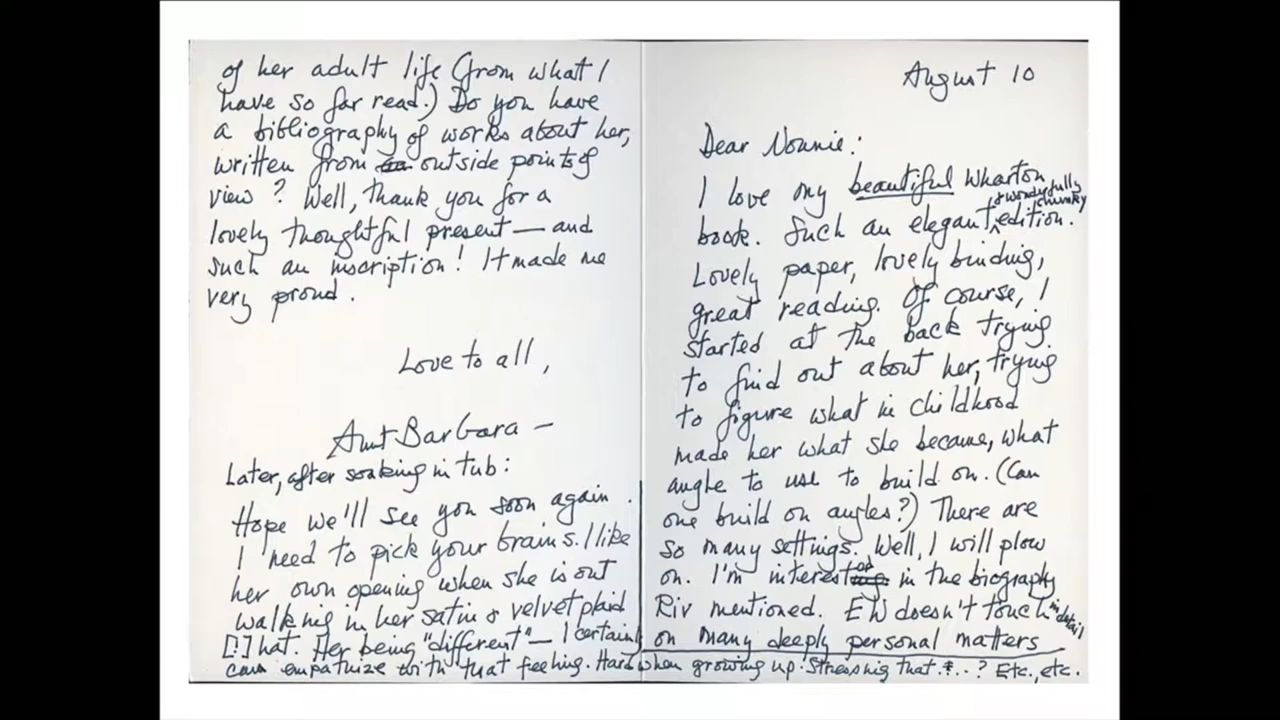 August 10
Dear Nonnie:
I love my beautiful Wharton
& wonderfully chunky
book. Such an elegant ^ edition.
Lovely paper, lovely binding,
great reading. Of course, I
started at the back trying
to find out about her, trying
to figure what in childhood
made her what she became, what
angle to use to build on. (Can
one build on angles?) There are
so many settings. Well, I will plow
on. I'm interested in the biography
Riv mentioned. EW doesn't touch in detail
on many deeply personal matters
of her adult life (from what I
have so far read.) Do you have
a bibliography of works about her,
written from outside points of
view? Well, thank you for a
lovely thoughtful present — and
such an inscription! It made me
very proud.
Love to all,
Aunt Barbara —
Later, after soaking in tub:
Hope we'll see you soon again.
I need to pick your brains. I like
her own opening when she is out
walking in her satin & velvet plaid
[!] hat. Her being "different" — I certainly
can empathize with that feeling. Hard when growing up. Stressing that...? Etc., etc.